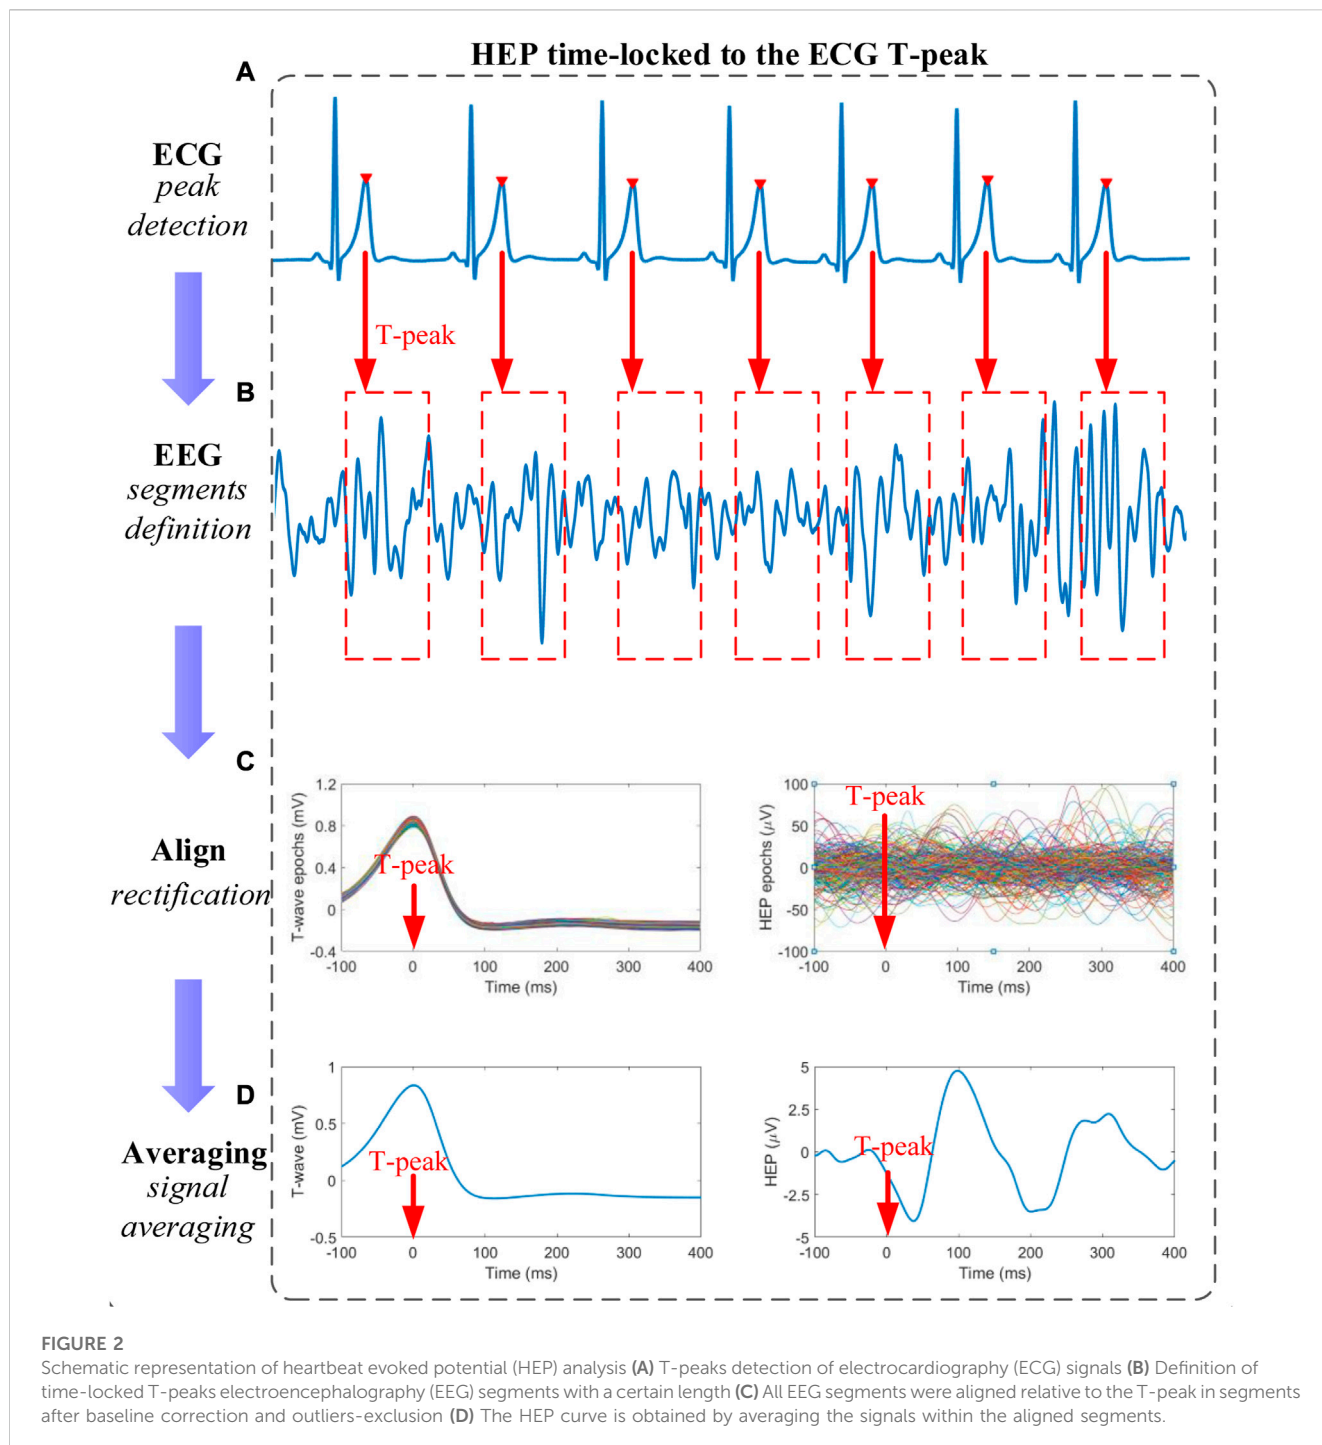 HEP time-locked to the ECG T-peak
A
ECG
peak
detection
T-peak
B
EEG
segments
definition
C
Align
rectification
1.2
0.8
0.4
0
-0.4
T-wave epochs (mV)
T-peak
-100 0 100 200 300 400
Time (ms)
100
50
0
-50
-100
HEP epochs (μV)
T-peak
-100 0 100 200 300 400
Time (ms)
D
Averaging
signal
averaging
1
0.5
0
-0.5
T-wave (mV)
T-peak
-100 0 100 200 300 400
Time (ms)
5
2.5
0
-2.5
-5
HEP (μV)
T-peak
-100 0 100 200 300 400
Time (ms)
FIGURE 2
Schematic representation of heartbeat evoked potential (HEP) analysis (A) T-peaks detection of electrocardiography (ECG) signals (B) Definition of
time-locked T-peaks electroencephalography (EEG) segments with a certain length (C) All EEG segments were aligned relative to the T-peak in segments
after baseline correction and outliers-exclusion (D) The HEP curve is obtained by averaging the signals within the aligned segments.